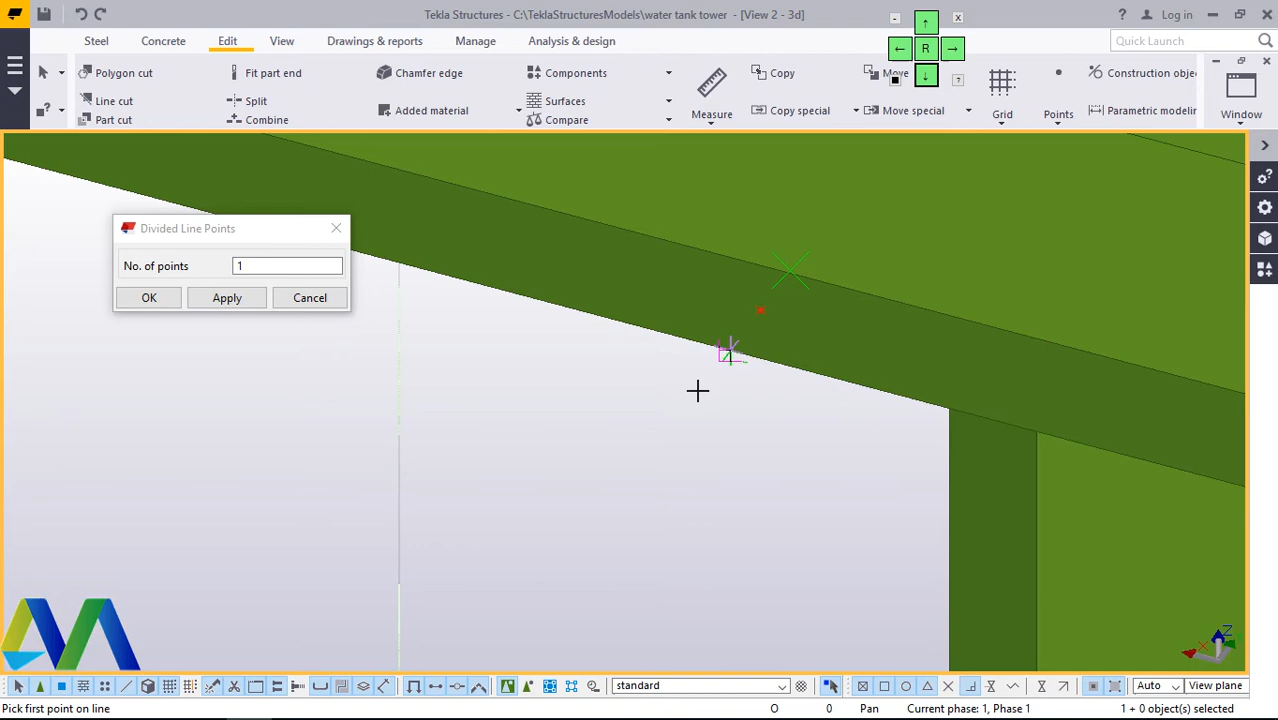 Tekla Structures - C:\TeklaStructuresModels\water tank tower - [View 2 - 3d]
? Log in
- x
R
?
Steel Concrete Edit View Drawings & reports Manage Analysis & design
Quick Launch
Polygon cut Fit part end Chamfer edge Components Copy Move Construction obje
Line cut Split Surfaces
Added material Measure Copy special Move special Grid Points Parametric modelin Window
Part cut Combine Compare
Divided Line Points
No. of points 1
OK Apply Cancel
Z
X
AM
standard Auto View plane
Pick first point on line O 0 Pan Current phase: 1, Phase 1 1 + 0 object(s) selected